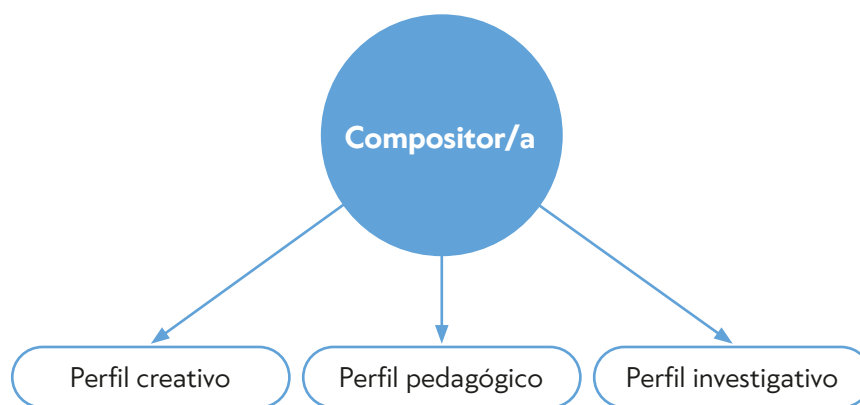 Compositor/a
Perfil creativo
Perfil pedagógico
Perfil investigativo